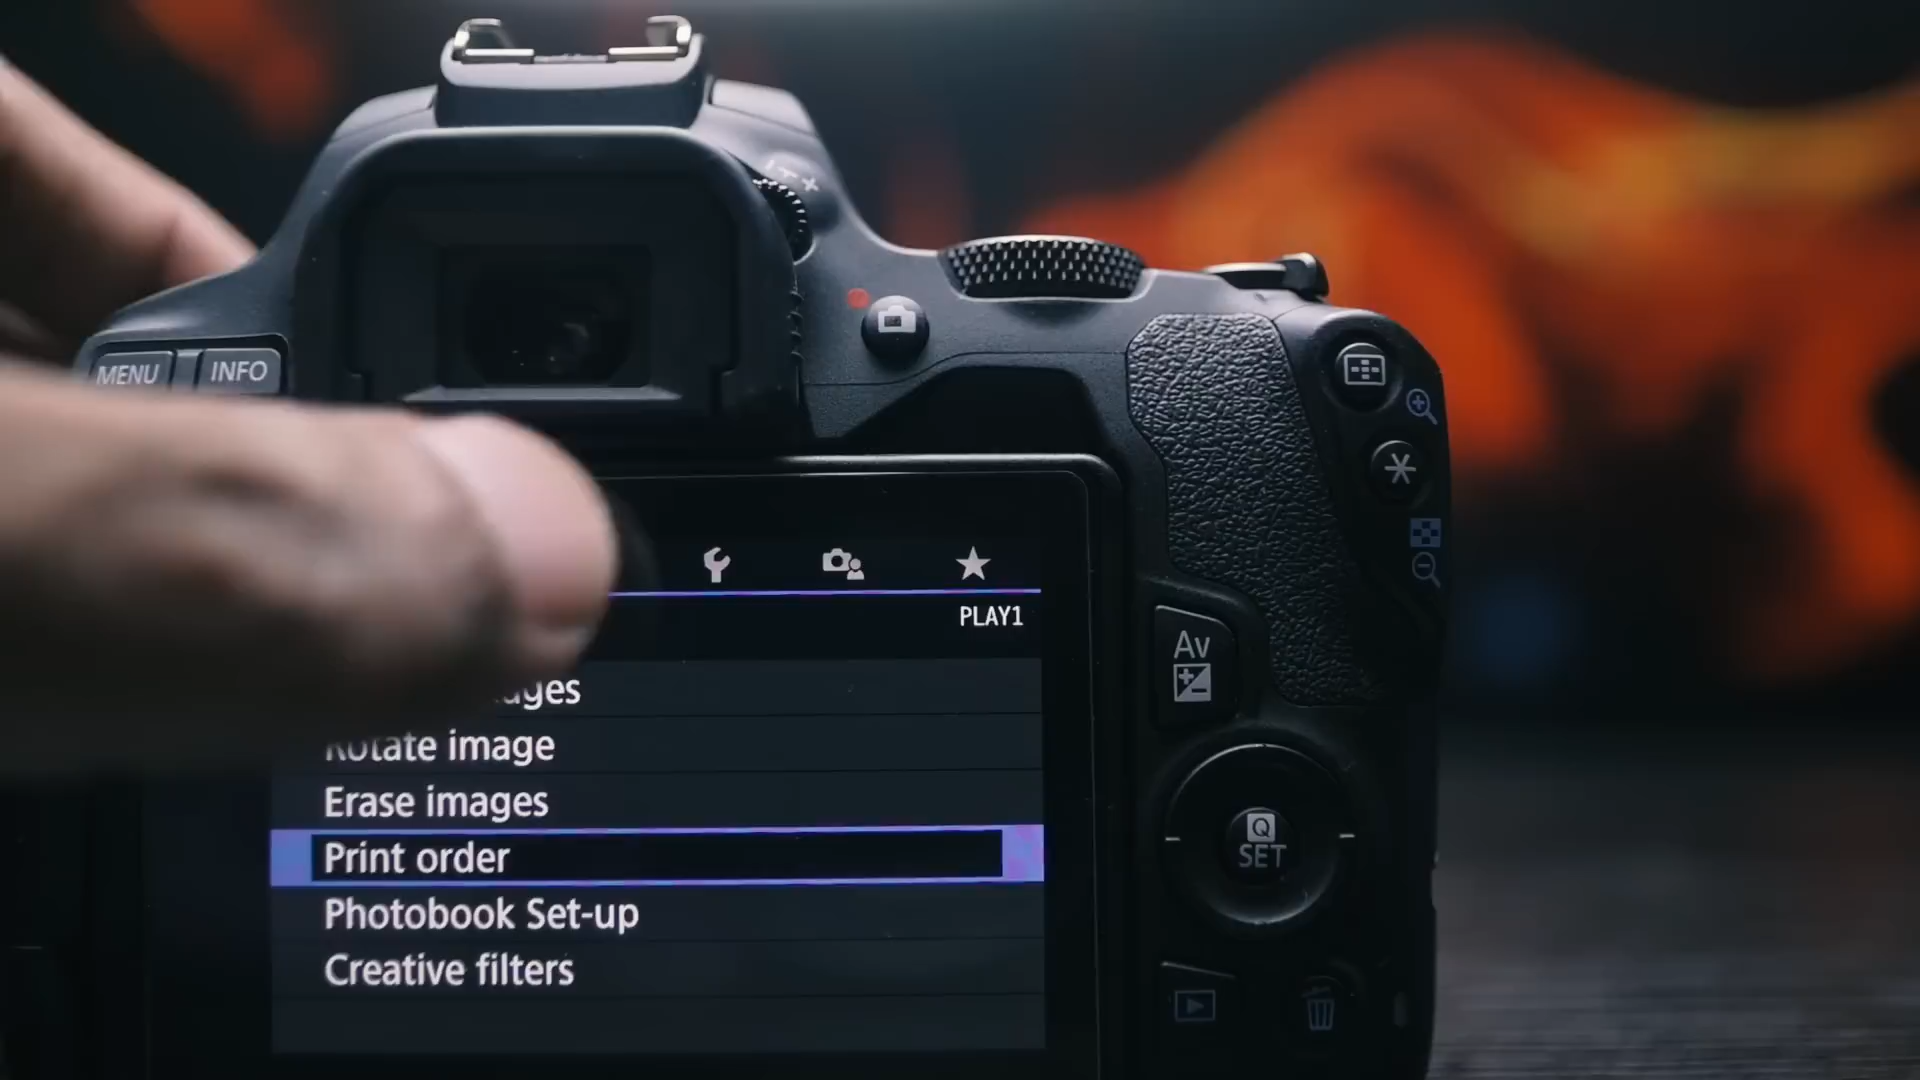 MENU INFO
PLAY1
Rotate image
Erase images
Print order
Photobook Set-up
Creative filters
Av
Q
SET